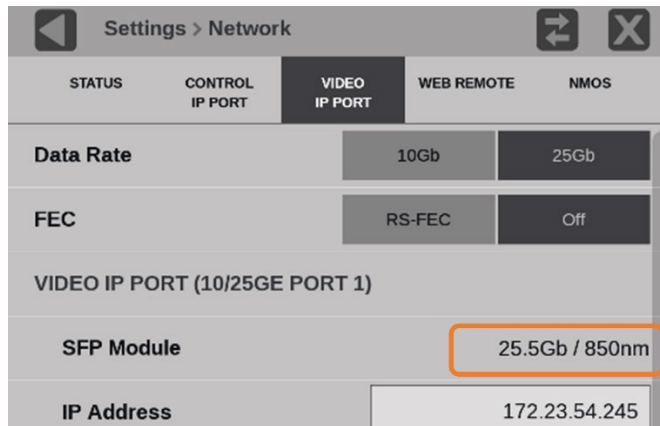 Settings > Network
STATUS CONTROL IP PORT VIDEO IP PORT WEB REMOTE NMOS
Data Rate 10Gb 25Gb
FEC RS-FEC Off
VIDEO IP PORT (10/25GE PORT 1)
SFP Module 25.5Gb / 850nm
IP Address 172.23.54.245